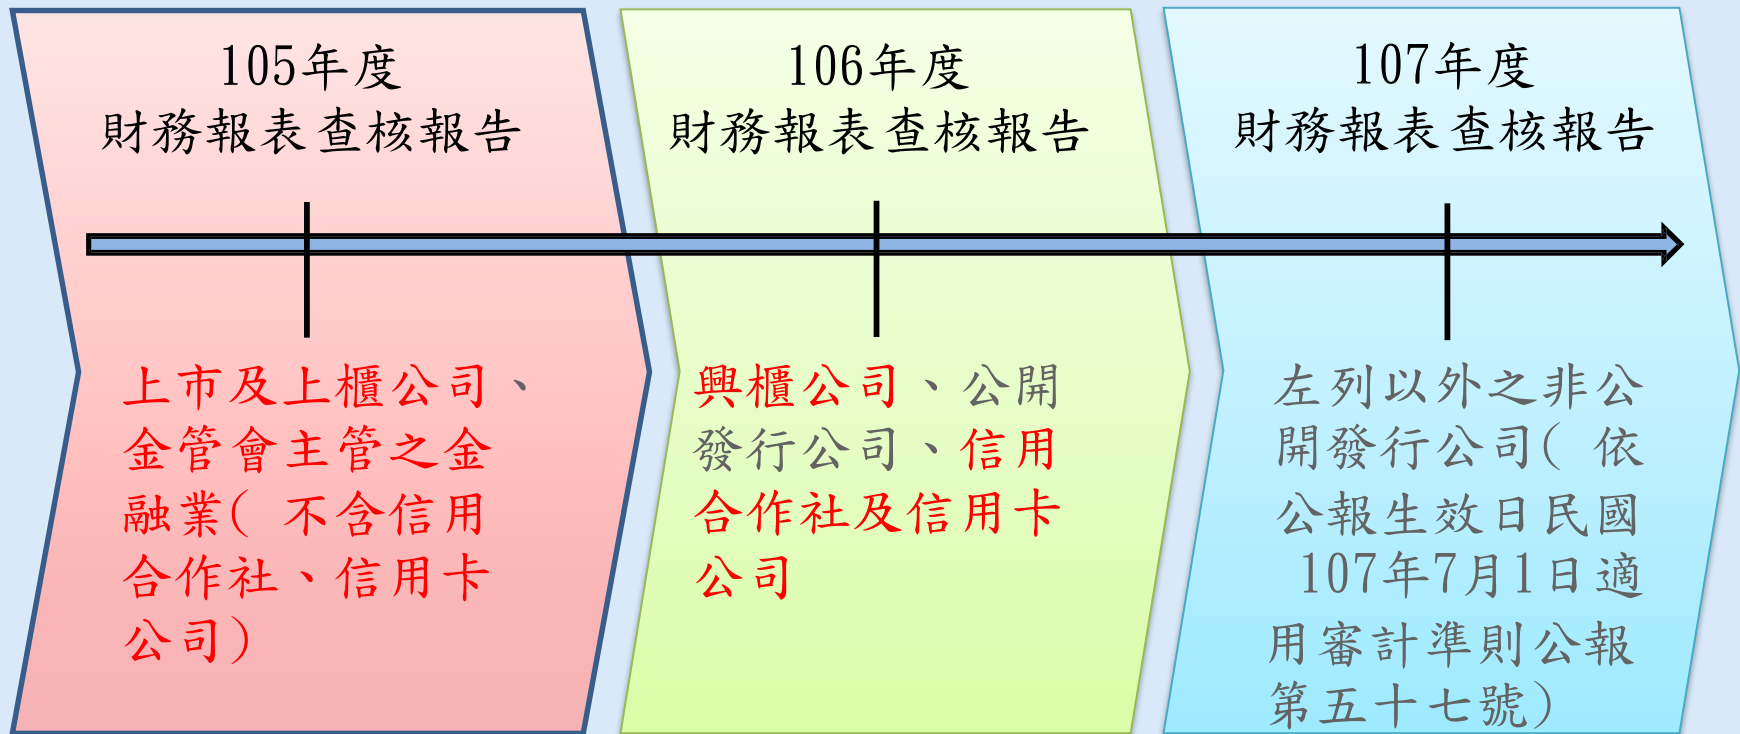 105年度
財務報表查核報告
上市及上櫃公司、
金管會主管之金
融業( 不含信用
合作社、信用卡
公司)
106年度
財務報表查核報告
興櫃公司、公開
發行公司、信用
合作社及信用卡
公司
107年度
財務報表查核報告
左列以外之非公
開發行公司( 依
公報生效日民國
107年7月1日適
用審計準則公報
第五十七號)